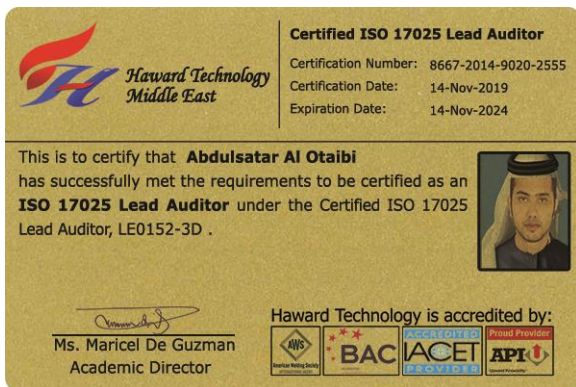 Haward Technology
Middle East
Certified ISO 17025 Lead Auditor
Certification Number: 8667-2014-9020-2555
Certification Date: 14-Nov-2019
Expiration Date: 14-Nov-2024
This is to certify that Abdulsatar Al Otaibi
has successfully met the requirements to be certified as an
ISO 17025 Lead Auditor under the Certified ISO 17025
Lead Auditor, LE0152-3D .
Ms. Maricel De Guzman
Academic Director
Haward Technology is accredited by:
AWS
American Welding Society
BAC
ACCREDITED
IACET
PROVIDER
Proud Provider
API